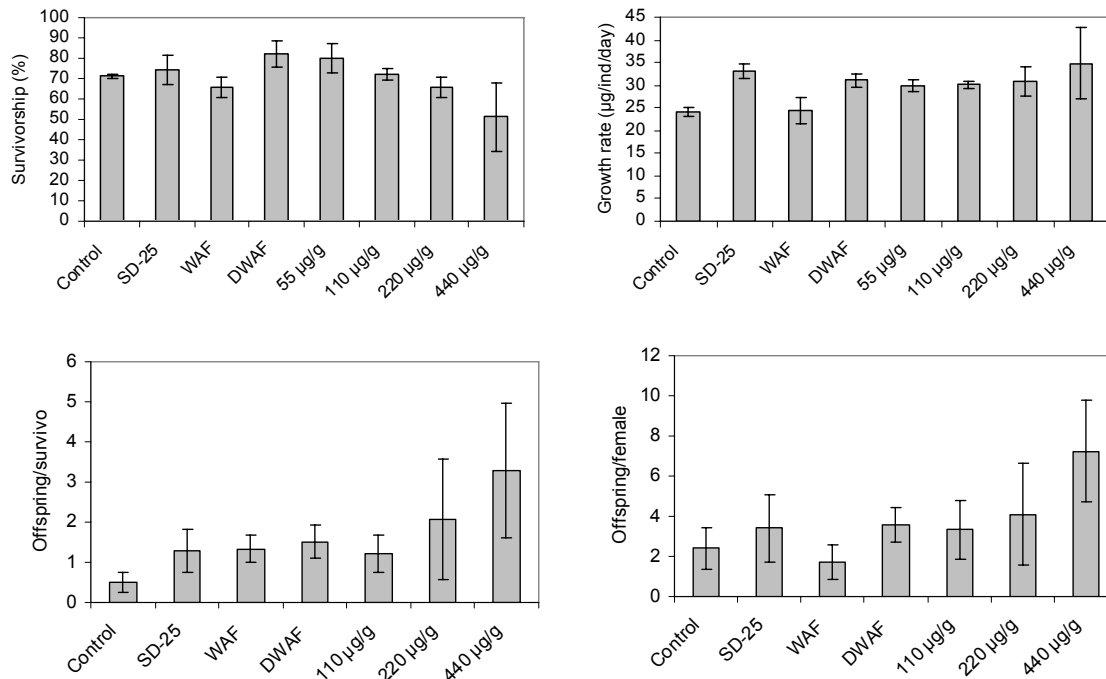 Survivorship (%)
100
90
80
70
60
50
40
30
20
10
0
Control
SD-25
WAF
DWAF
55 µg/g
110 µg/g
220 µg/g
440 µg/g
Growth rate (µg/ind/day)
45
40
35
30
25
20
15
10
5
0
Control
SD-25
WAF
DWAF
55 µg/g
110 µg/g
220 µg/g
440 µg/g
Offspring/survivo
6
5
4
3
2
1
0
Control
SD-25
WAF
DWAF
110 µg/g
220 µg/g
440 µg/g
Offspring/female
12
10
8
6
4
2
0
Control
SD-25
WAF
DWAF
110 µg/g
220 µg/g
440 µg/g